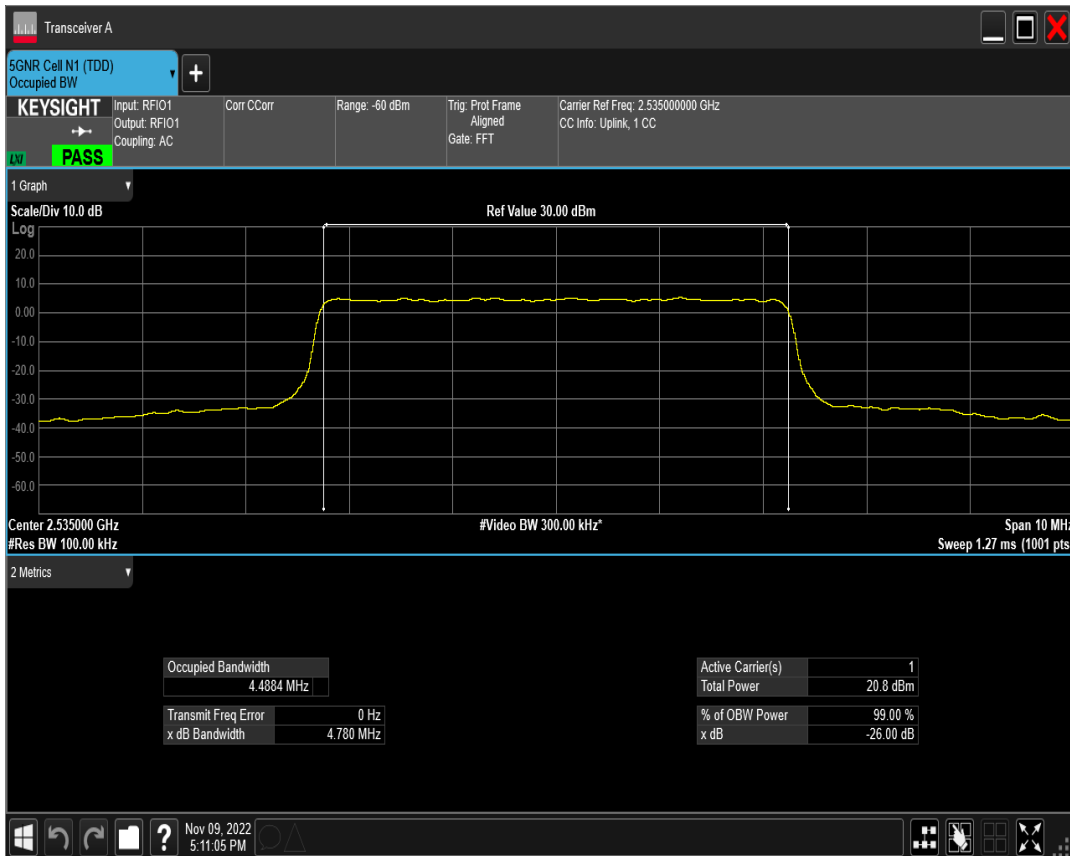 Transceiver A
5GNR Cell N1 (TDD)
Occupied BW
+
KEYSIGHT
LXI
PASS
Input: RFIO1
Output: RFIO1
Coupling: AC
Corr CCorr
Range: -60 dBm
Trig: Prot Frame
Aligned
Gate: FFT
Carrier Ref Freq: 2.535000000 GHz
CC Info: Uplink, 1 CC
1 Graph
Scale/Div 10.0 dB
Ref Value 30.00 dBm
Log
20.0
10.0
0.00
-10.0
-20.0
-30.0
-40.0
-50.0
-60.0
Center 2.535000 GHz
#Video BW 300.00 kHz*
Span 10 MHz
#Res BW 100.00 kHz
Sweep 1.27 ms (1001 pts
2 Metrics
Occupied Bandwidth
4.4884 MHz
Transmit Freq Error 0 Hz
x dB Bandwidth 4.780 MHz
Active Carrier(s) 1
Total Power 20.8 dBm
% of OBW Power 99.00 %
x dB -26.00 dB
?
Nov 09, 2022
5:11:05 PM